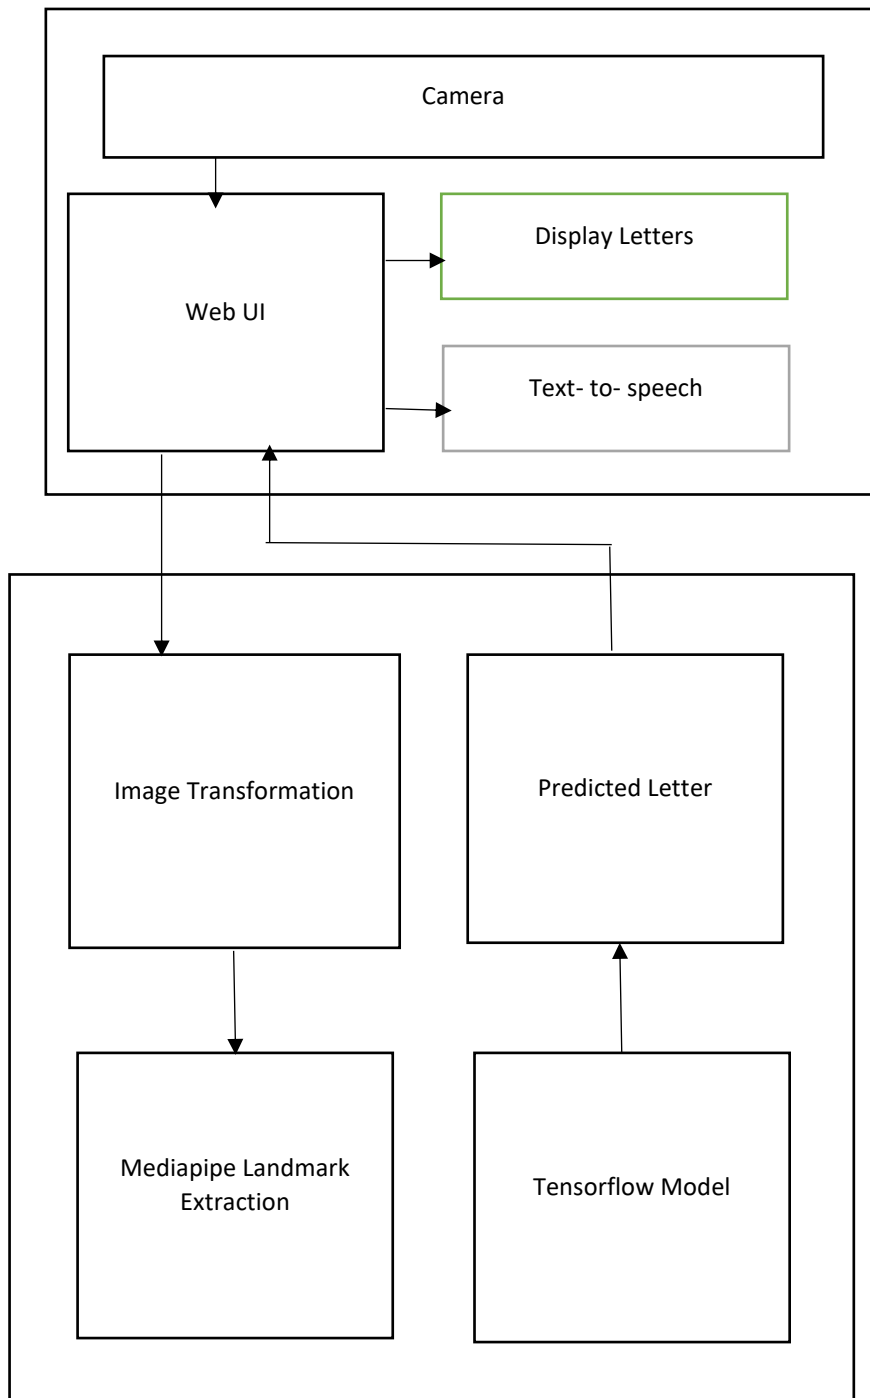 Camera
Display Letters
Web UI
Text- to- speech
Image Transformation
Predicted Letter
Mediapipe Landmark
Extraction
Tensorflow Model